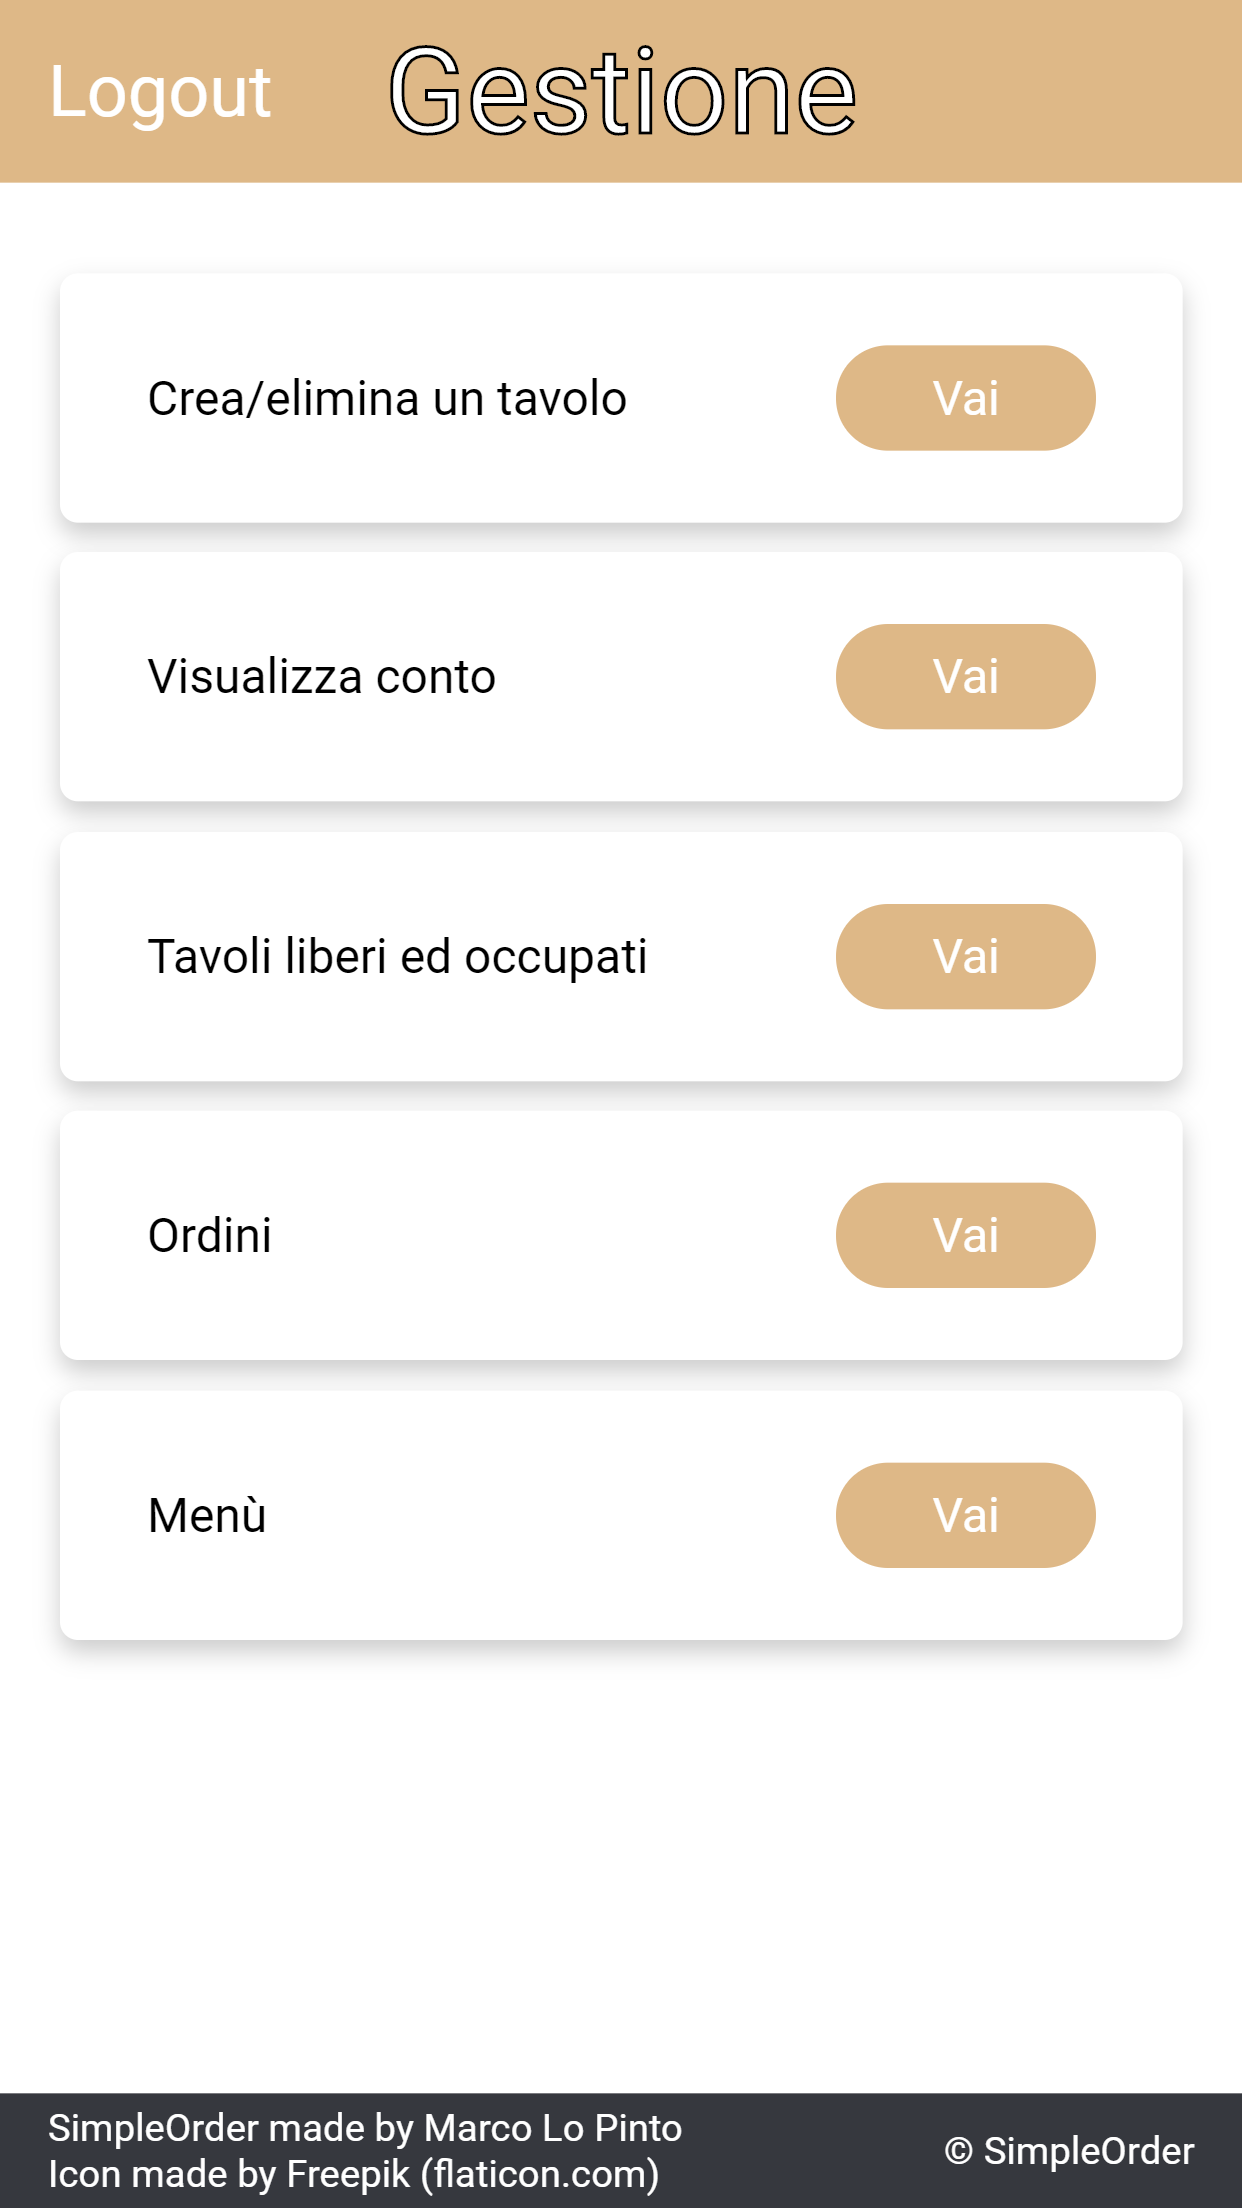 Logout
Gestione
Crea/elimina un tavolo
Vai
Visualizza conto
Vai
Tavoli liberi ed occupati
Vai
Ordini
Vai
Menù
Vai
SimpleOrder made by Marco Lo Pinto
Icon made by Freepik (flaticon.com)
© SimpleOrder